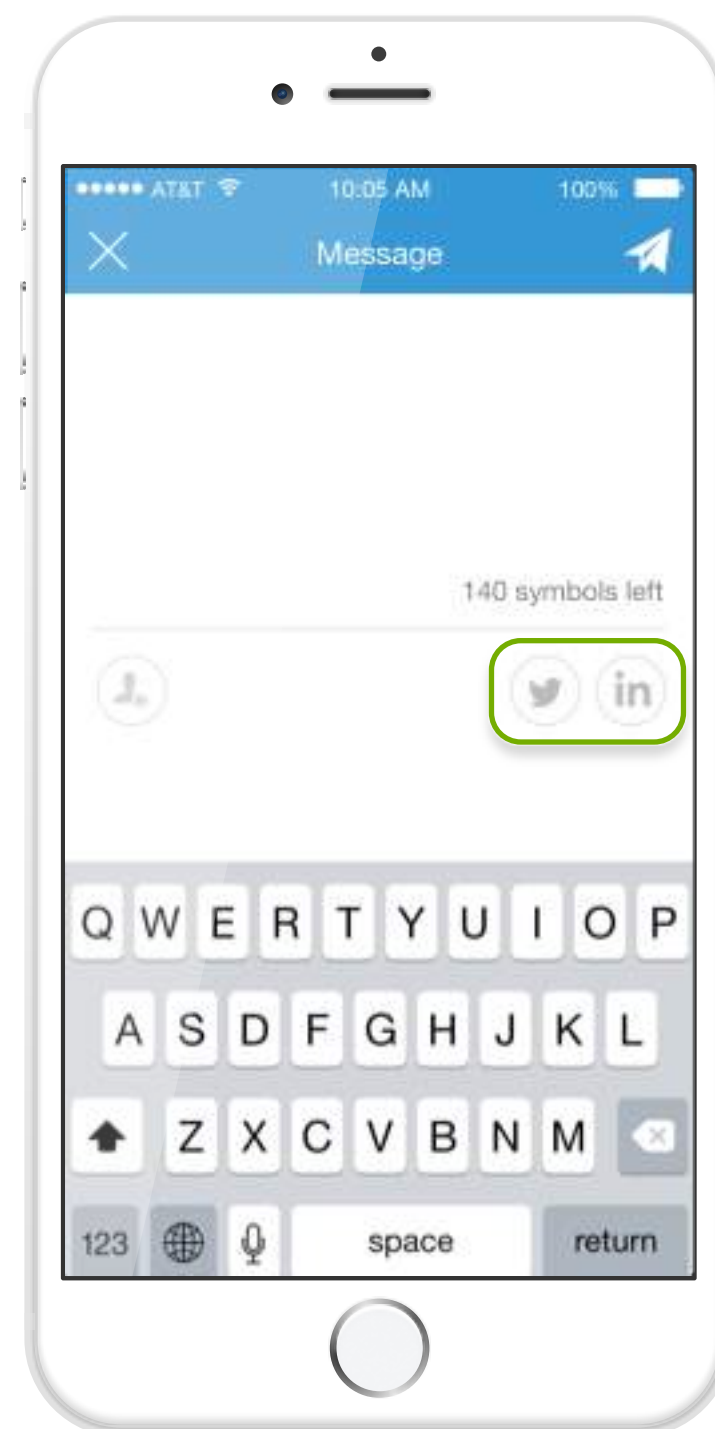 AT&T 10:05 AM 100%
Message
140 symbols left
in
Q W E R T Y U I O P
A S D F G H J K L
Z X C V B N M
123 space return